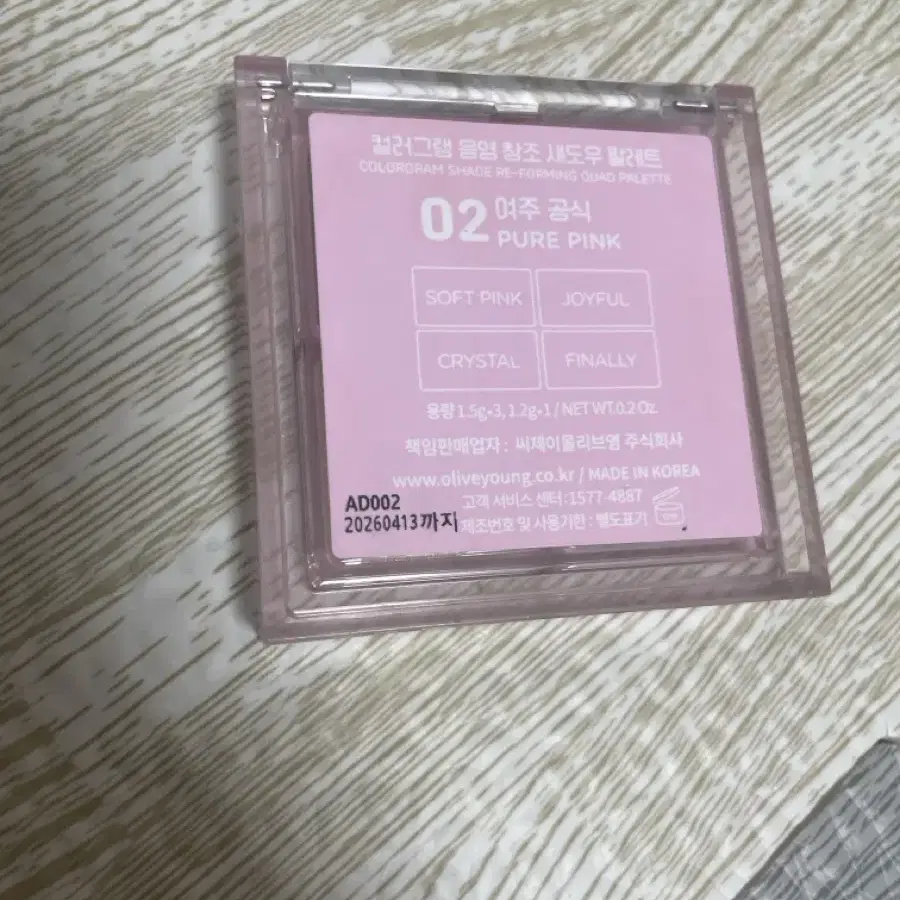 컬러그램 음영 창조 섀도우 팔레트
COLORGRAM SHADE RE-FORMING QUAD PALETTE
02 여주 공식
PURE PINK
SOFT PINK JOYFUL
CRYSTAL FINALLY
용량 1.5g*3, 1.2g*1 / NET WT. 0.2 Oz.
책임판매업자 : 씨제이올리브영 주식회사
www.oliveyoung.co.kr / MADE IN KOREA
고객 서비스 센터 : 1577-4887
제조번호 및 사용기한 : 별도표기
AD002
20260413까지